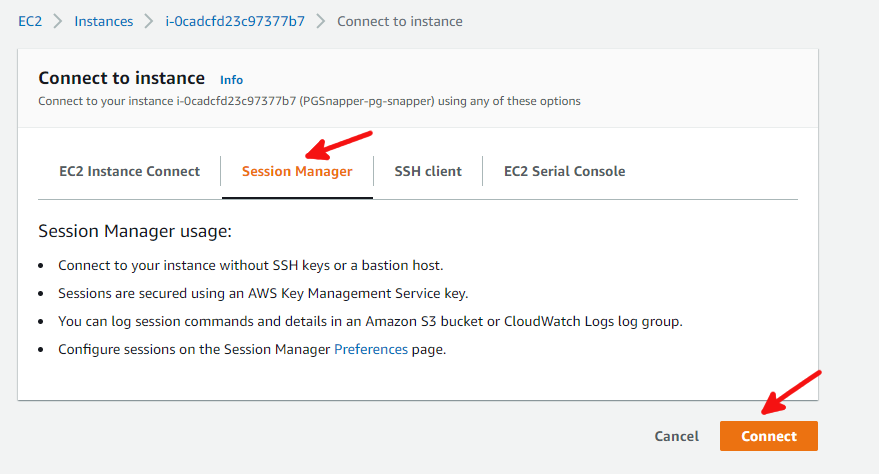 EC2 > Instances > i-0cadcfd23c97377b7 > Connect to instance
Connect to instance Info
Connect to your instance i-0cadcfd23c97377b7 (PGSnapper-pg-snapper) using any of these options
EC2 Instance Connect Session Manager SSH client EC2 Serial Console
Session Manager usage:
• Connect to your instance without SSH keys or a bastion host.
• Sessions are secured using an AWS Key Management Service key.
• You can log session commands and details in an Amazon S3 bucket or CloudWatch Logs log group.
• Configure sessions on the Session Manager Preferences page.
Cancel Connect